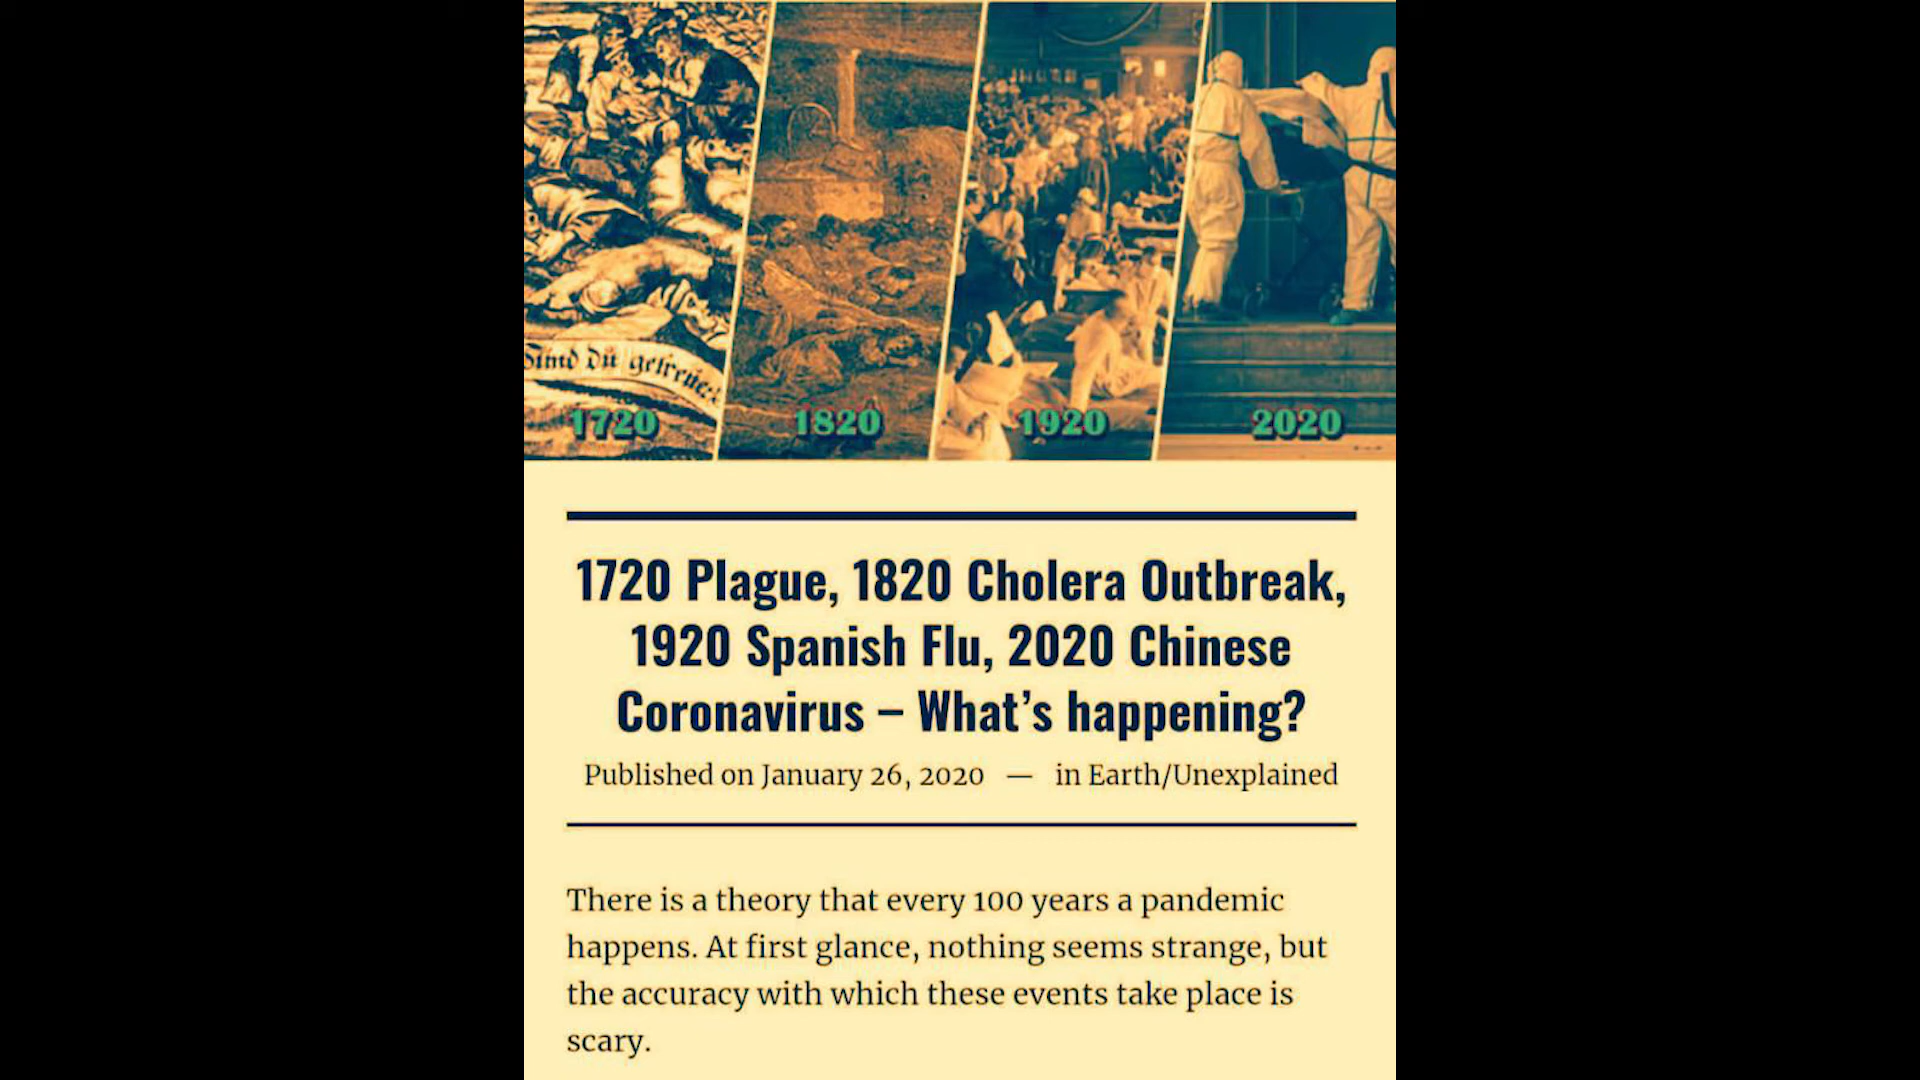 Sind Du getreue
1720 1820 1920 2020
1720 Plague, 1820 Cholera Outbreak,
1920 Spanish Flu, 2020 Chinese
Coronavirus – What’s happening?
Published on January 26, 2020 — in Earth/Unexplained
There is a theory that every 100 years a pandemic
happens. At first glance, nothing seems strange, but
the accuracy with which these events take place is
scary.